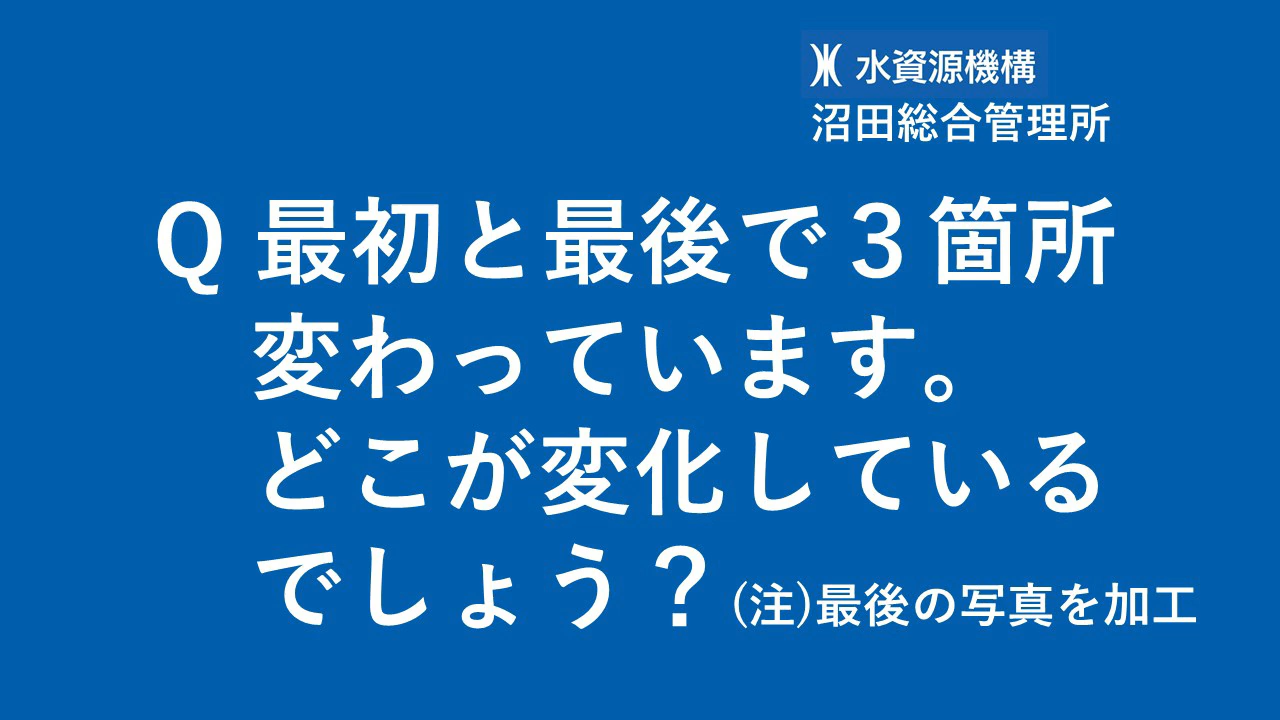 水資源機構
沼田総合管理所
Q 最初と最後で３箇所
変わっています。
どこが変化している
でしょう？(注)最後の写真を加工